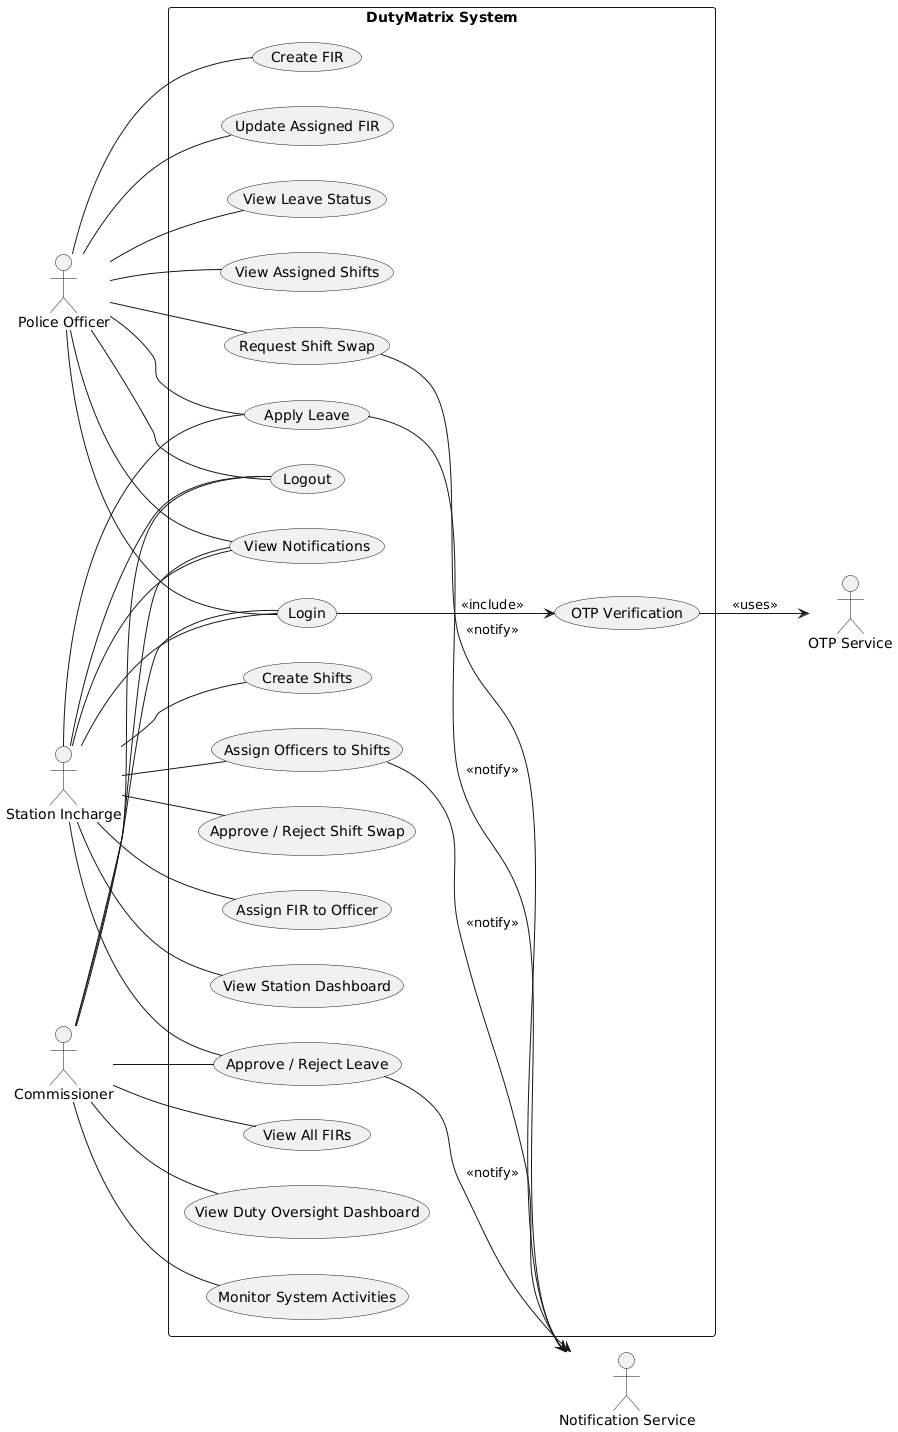 DutyMatrix System
Create FIR
Update Assigned FIR
View Leave Status
View Assigned Shifts
Police Officer
Request Shift Swap
Apply Leave
Logout
View Notifications
«include»
Login
OTP Verification
«uses»
«notify»
OTP Service
Create Shifts
Assign Officers to Shifts
«notify»
Station Incharge
Approve / Reject Shift Swap
Assign FIR to Officer
«notify»
View Station Dashboard
Approve / Reject Leave
Commissioner
View All FIRs
«notify»
View Duty Oversight Dashboard
Monitor System Activities
Notification Service